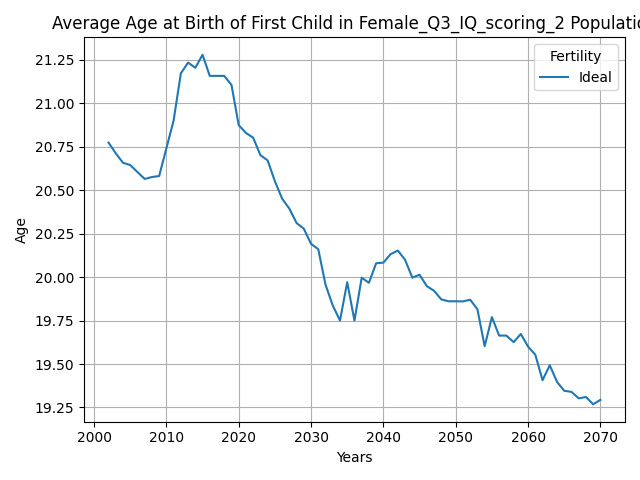 Average Age at Birth of First Child in Female_Q3_IQ_scoring_2 Populatio
Fertility
Ideal
21.25
21.00
20.75
20.50
20.25
20.00
19.75
19.50
19.25
Age
2000 2010 2020 2030 2040 2050 2060 2070
Years